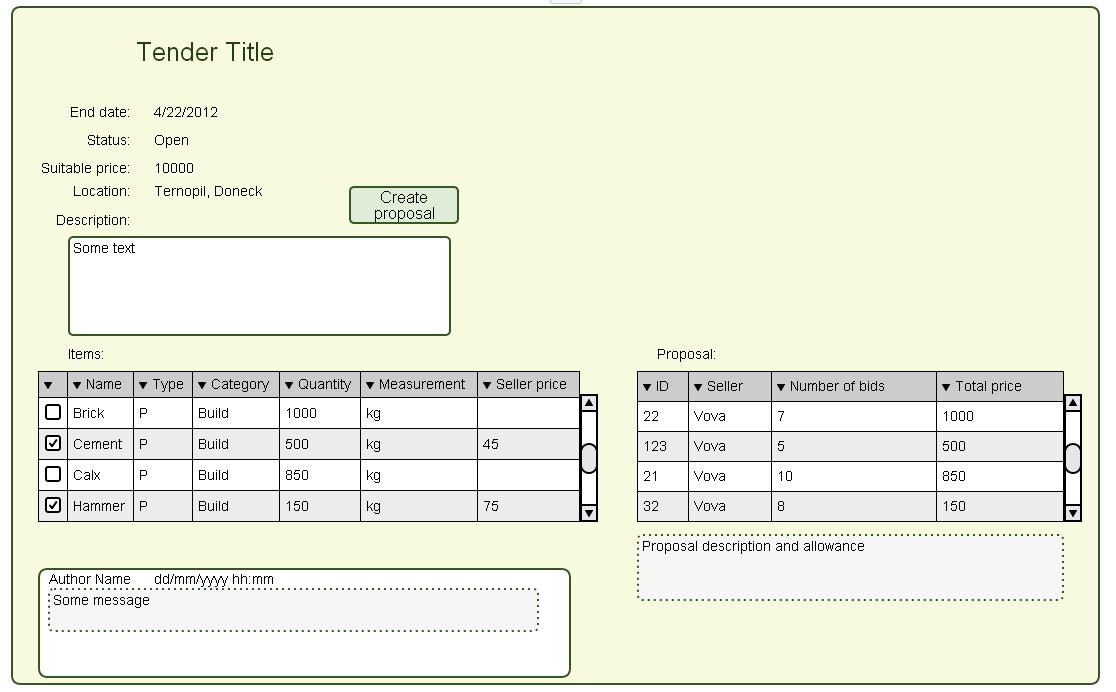 Tender Title
End date: 4/22/2012
Status: Open
Suitable price: 10000
Location: Ternopil, Doneck
Create
proposal
Description:
Some text
Items:
Name Type Category Quantity Measurement Seller price
Brick P Build 1000 kg
Cement P Build 500 kg 45
Calx P Build 850 kg
Hammer P Build 150 kg 75
Proposal:
ID Seller Number of bids Total price
22 Vova 7 1000
123 Vova 5 500
21 Vova 10 850
32 Vova 8 150
Proposal description and allowance
Author Name dd/mm/yyyy hh:mm
Some message